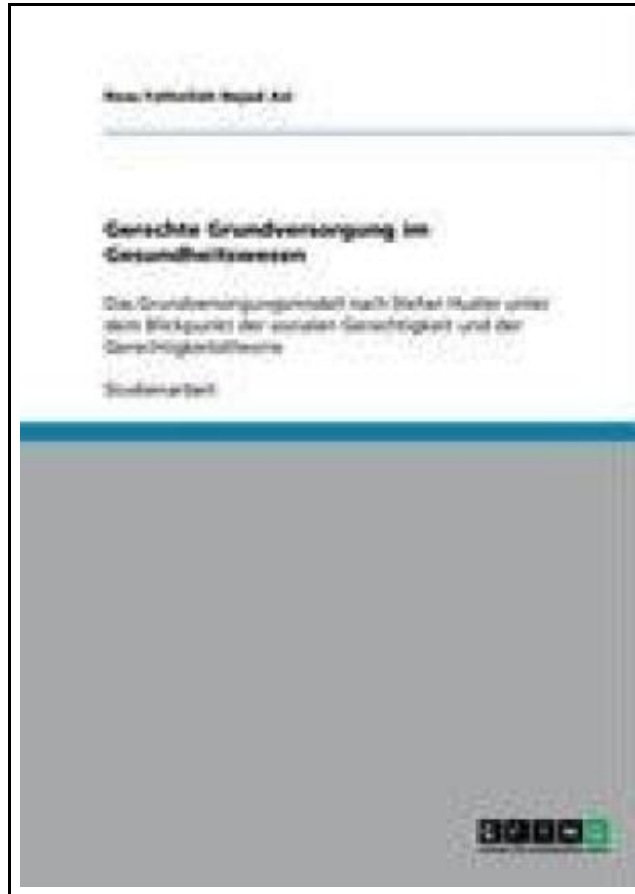 Gerechte Grundversorgung im
Gesundheitswesen
Das Grundversorgungsmodell nach Stefan Huster unter
dem Blickpunkt der sozialen Gerechtigkeit und der
Gerechtigkeitstheorie
Studienarbeit